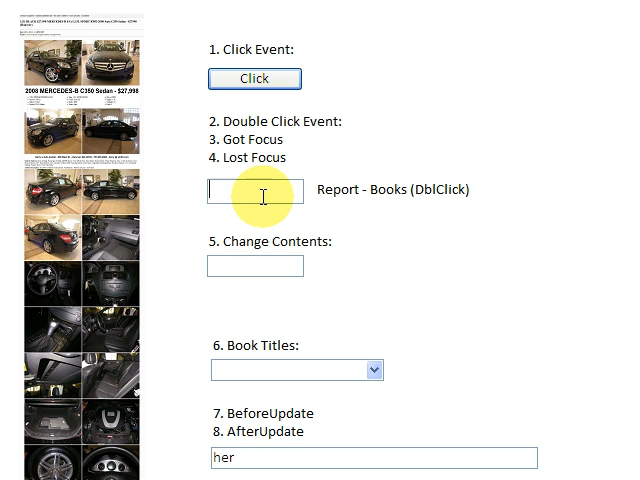 2008 MERCEDES-B C350 Sedan - $27,998
1. Click Event:
Click
2. Double Click Event:
3. Got Focus
4. Lost Focus
Report - Books (DblClick)
5. Change Contents:
6. Book Titles:
7. BeforeUpdate
8. AfterUpdate
her